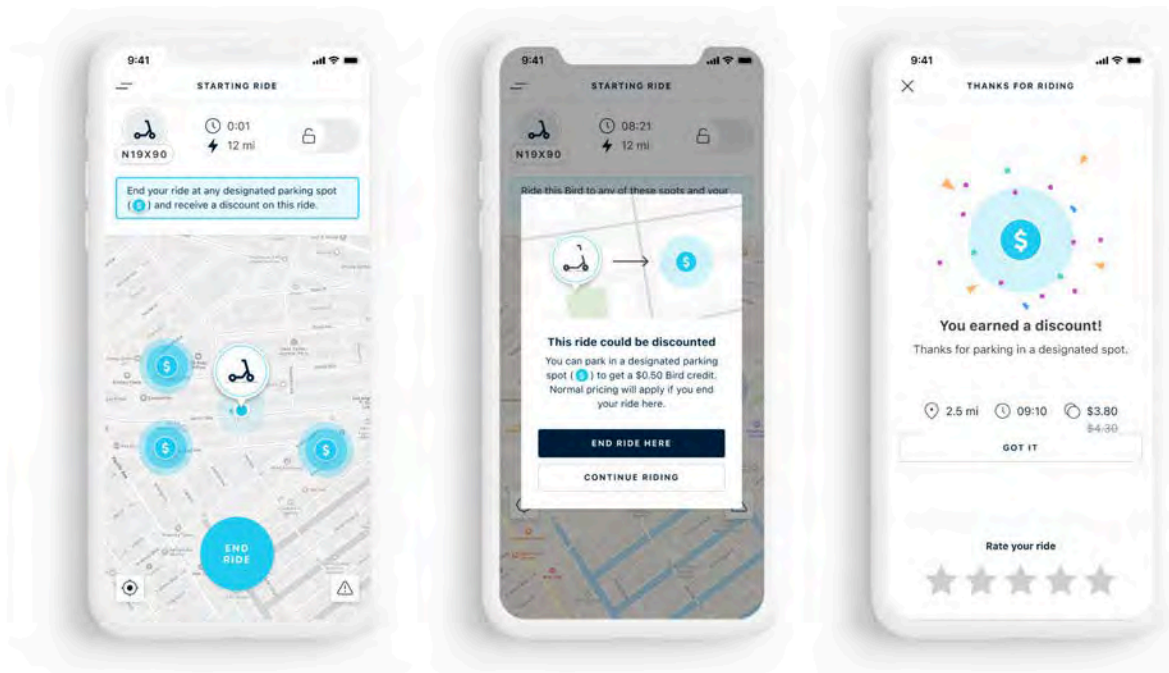 9:41
STARTING RIDE
0:01
12 mi
N19X90
End your ride at any designated parking spot
( $ ) and receive a discount on this ride.
$
$
$
END
RIDE
9:41
STARTING RIDE
08:21
12 mi
N19X90
Ride this Bird to any of these spots and your
$
This ride could be discounted
You can park in a designated parking
spot ( $ ) to get a $0.50 Bird credit.
Normal pricing will apply if you end
your ride here.
END RIDE HERE
CONTINUE RIDING
9:41
THANKS FOR RIDING
$
You earned a discount!
Thanks for parking in a designated spot.
2.5 mi 09:10 $3.80
$4.30
GOT IT
Rate your ride